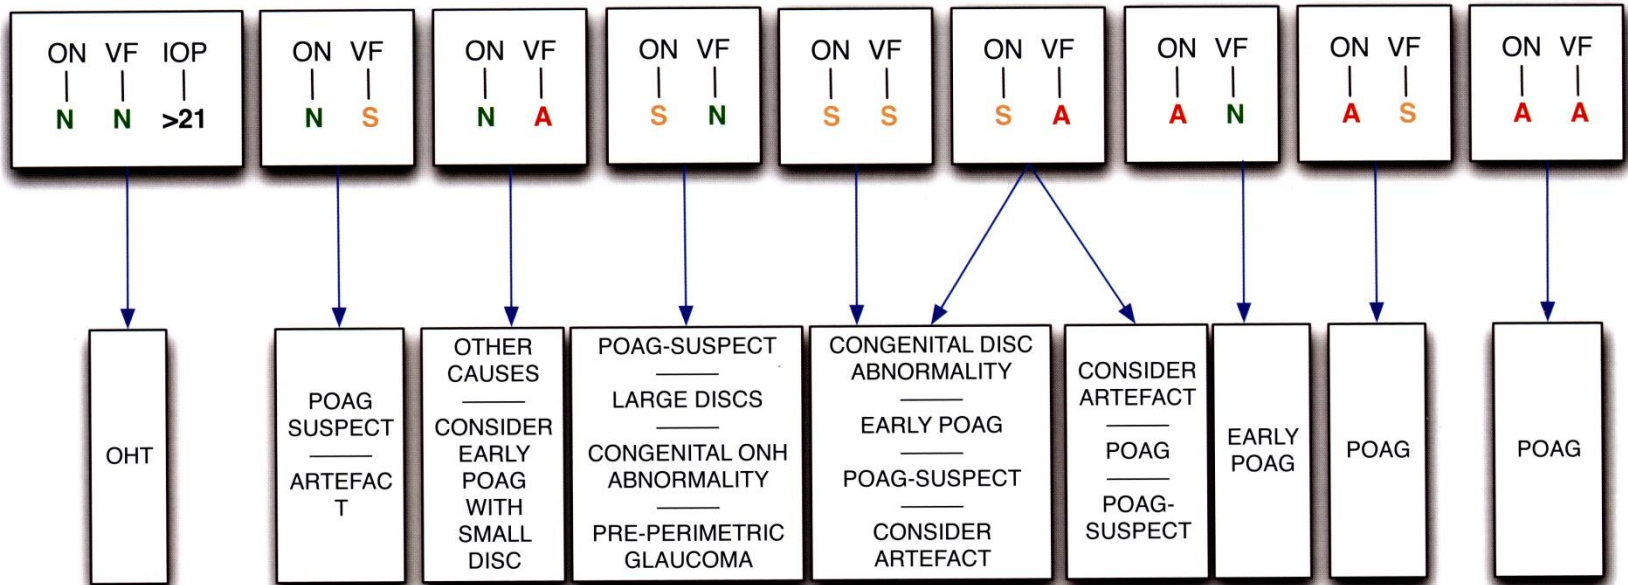 ON VF IOP
N N >21
ON VF
N S
ON VF
N A
ON VF
S N
ON VF
S S
ON VF
S A
ON VF
A N
ON VF
A S
ON VF
A A
OHT
POAG
SUSPECT
ARTEFAC
T
OTHER
CAUSES
CONSIDER
EARLY
POAG
WITH
SMALL
DISC
POAG-SUSPECT
LARGE DISCS
CONGENITAL ONH
ABNORMALITY
PRE-PERIMETRIC
GLAUCOMA
CONGENITAL DISC
ABNORMALITY
EARLY POAG
POAG-SUSPECT
CONSIDER
ARTEFACT
CONSIDER
ARTEFACT
POAG
POAG-
SUSPECT
EARLY
POAG
POAG
POAG